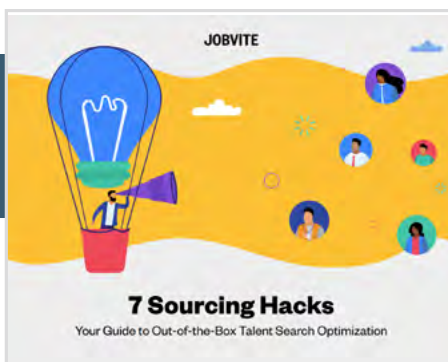 JOBVITE
7 Sourcing Hacks
Your Guide to Out-of-the-Box Talent Search Optimization